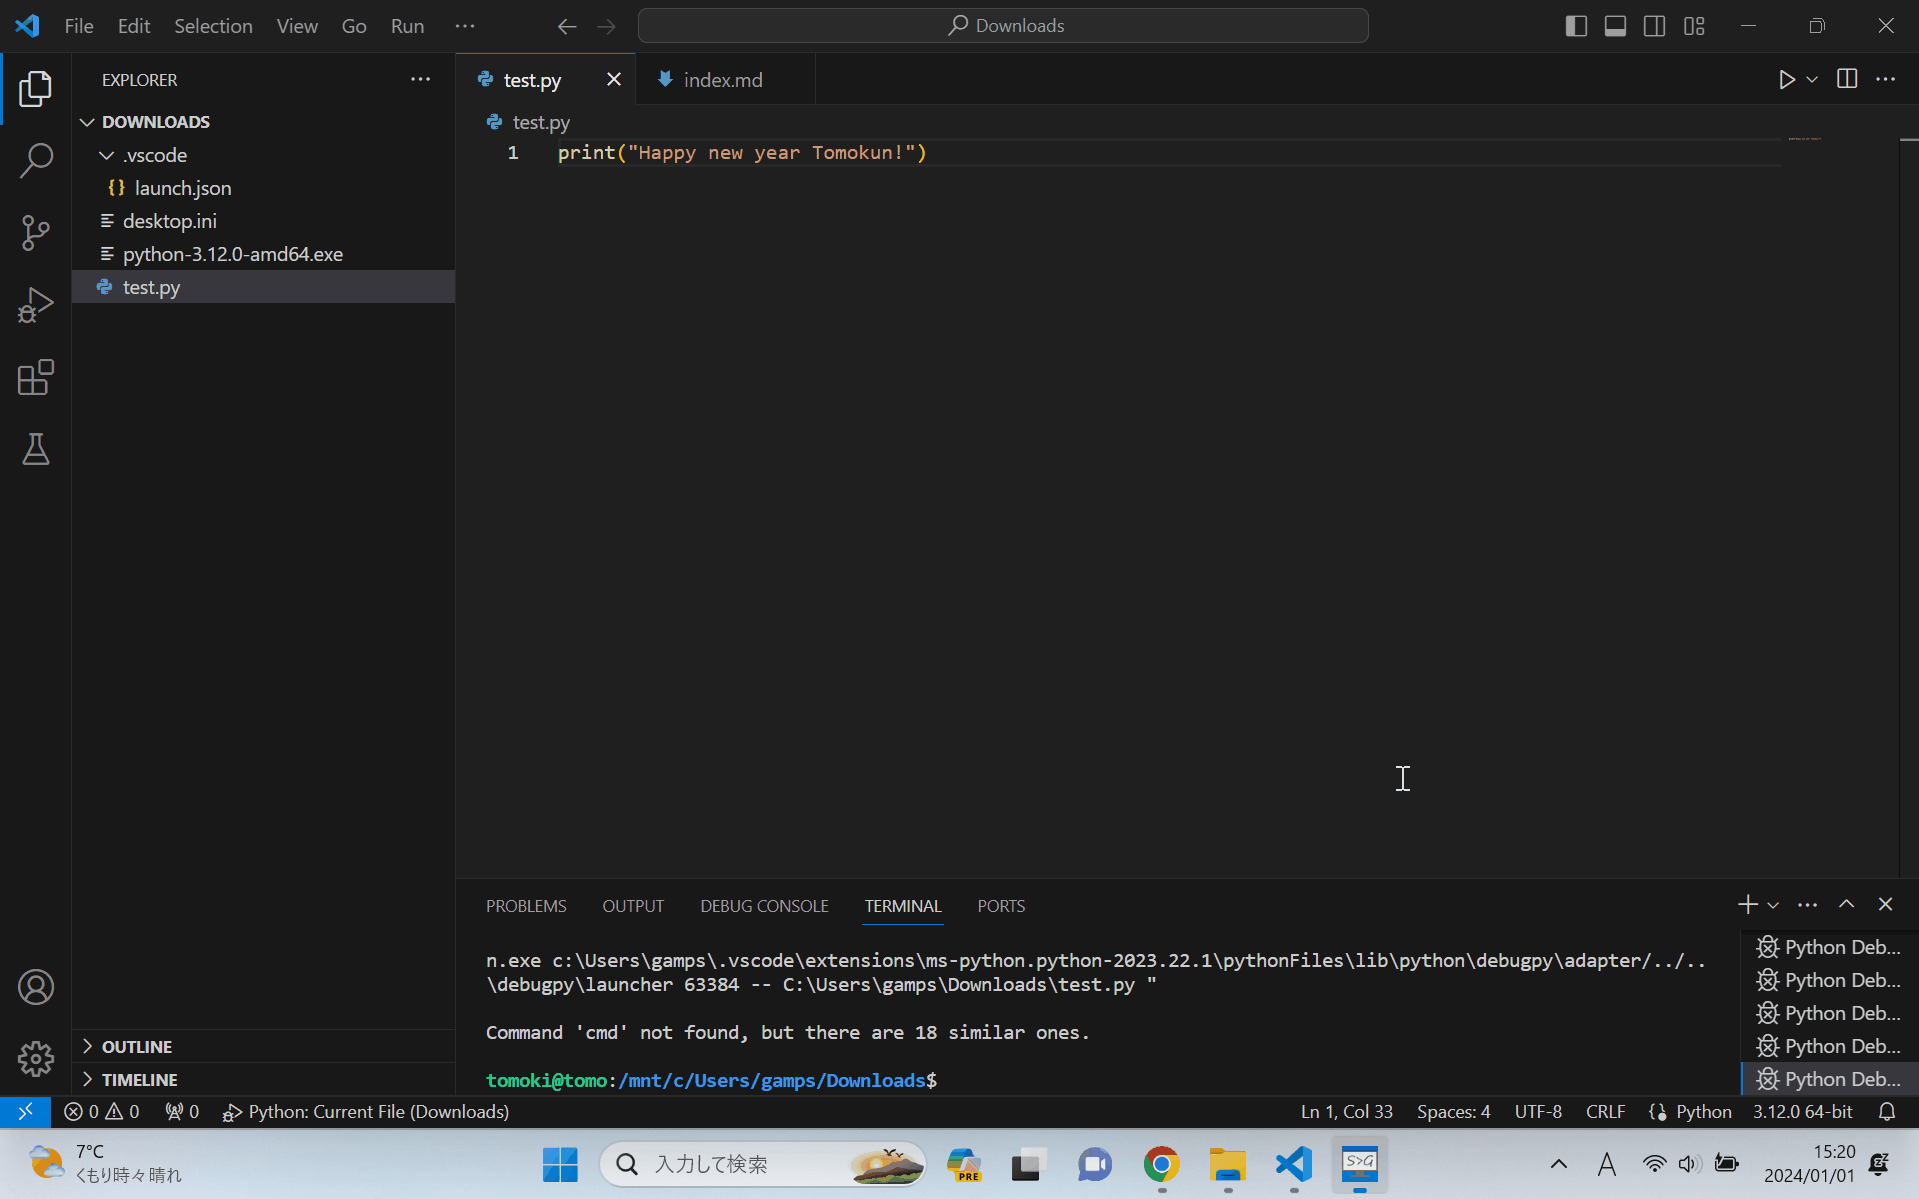 File Edit Selection View Go Run ···
Downloads
EXPLORER
DOWNLOADS
.vscode
{} launch.json
desktop.ini
python-3.12.0-amd64.exe
test.py
OUTLINE
TIMELINE
test.py
index.md
test.py
1 print("Happy new year Tomokun!")
PROBLEMS OUTPUT DEBUG CONSOLE TERMINAL PORTS
n.exe c:\Users\gamps\.vscode\extensions\ms-python.python-2023.22.1\pythonFiles\lib\python\debugpy\adapter/../..
\debugpy\launcher 63384 -- C:\Users\gamps\Downloads\test.py "
Command 'cmd' not found, but there are 18 similar ones.
tomoki@tomo:/mnt/c/Users/gamps/Downloads$
Python Deb...
Python Deb...
Python Deb...
Python Deb...
Python Deb...
0 0 0 Python: Current File (Downloads) Ln 1, Col 33 Spaces: 4 UTF-8 CRLF {} Python 3.12.0 64-bit
7°C
くもり時々晴れ
入力して検索
PRE
S>G
A
15:20
2024/01/01